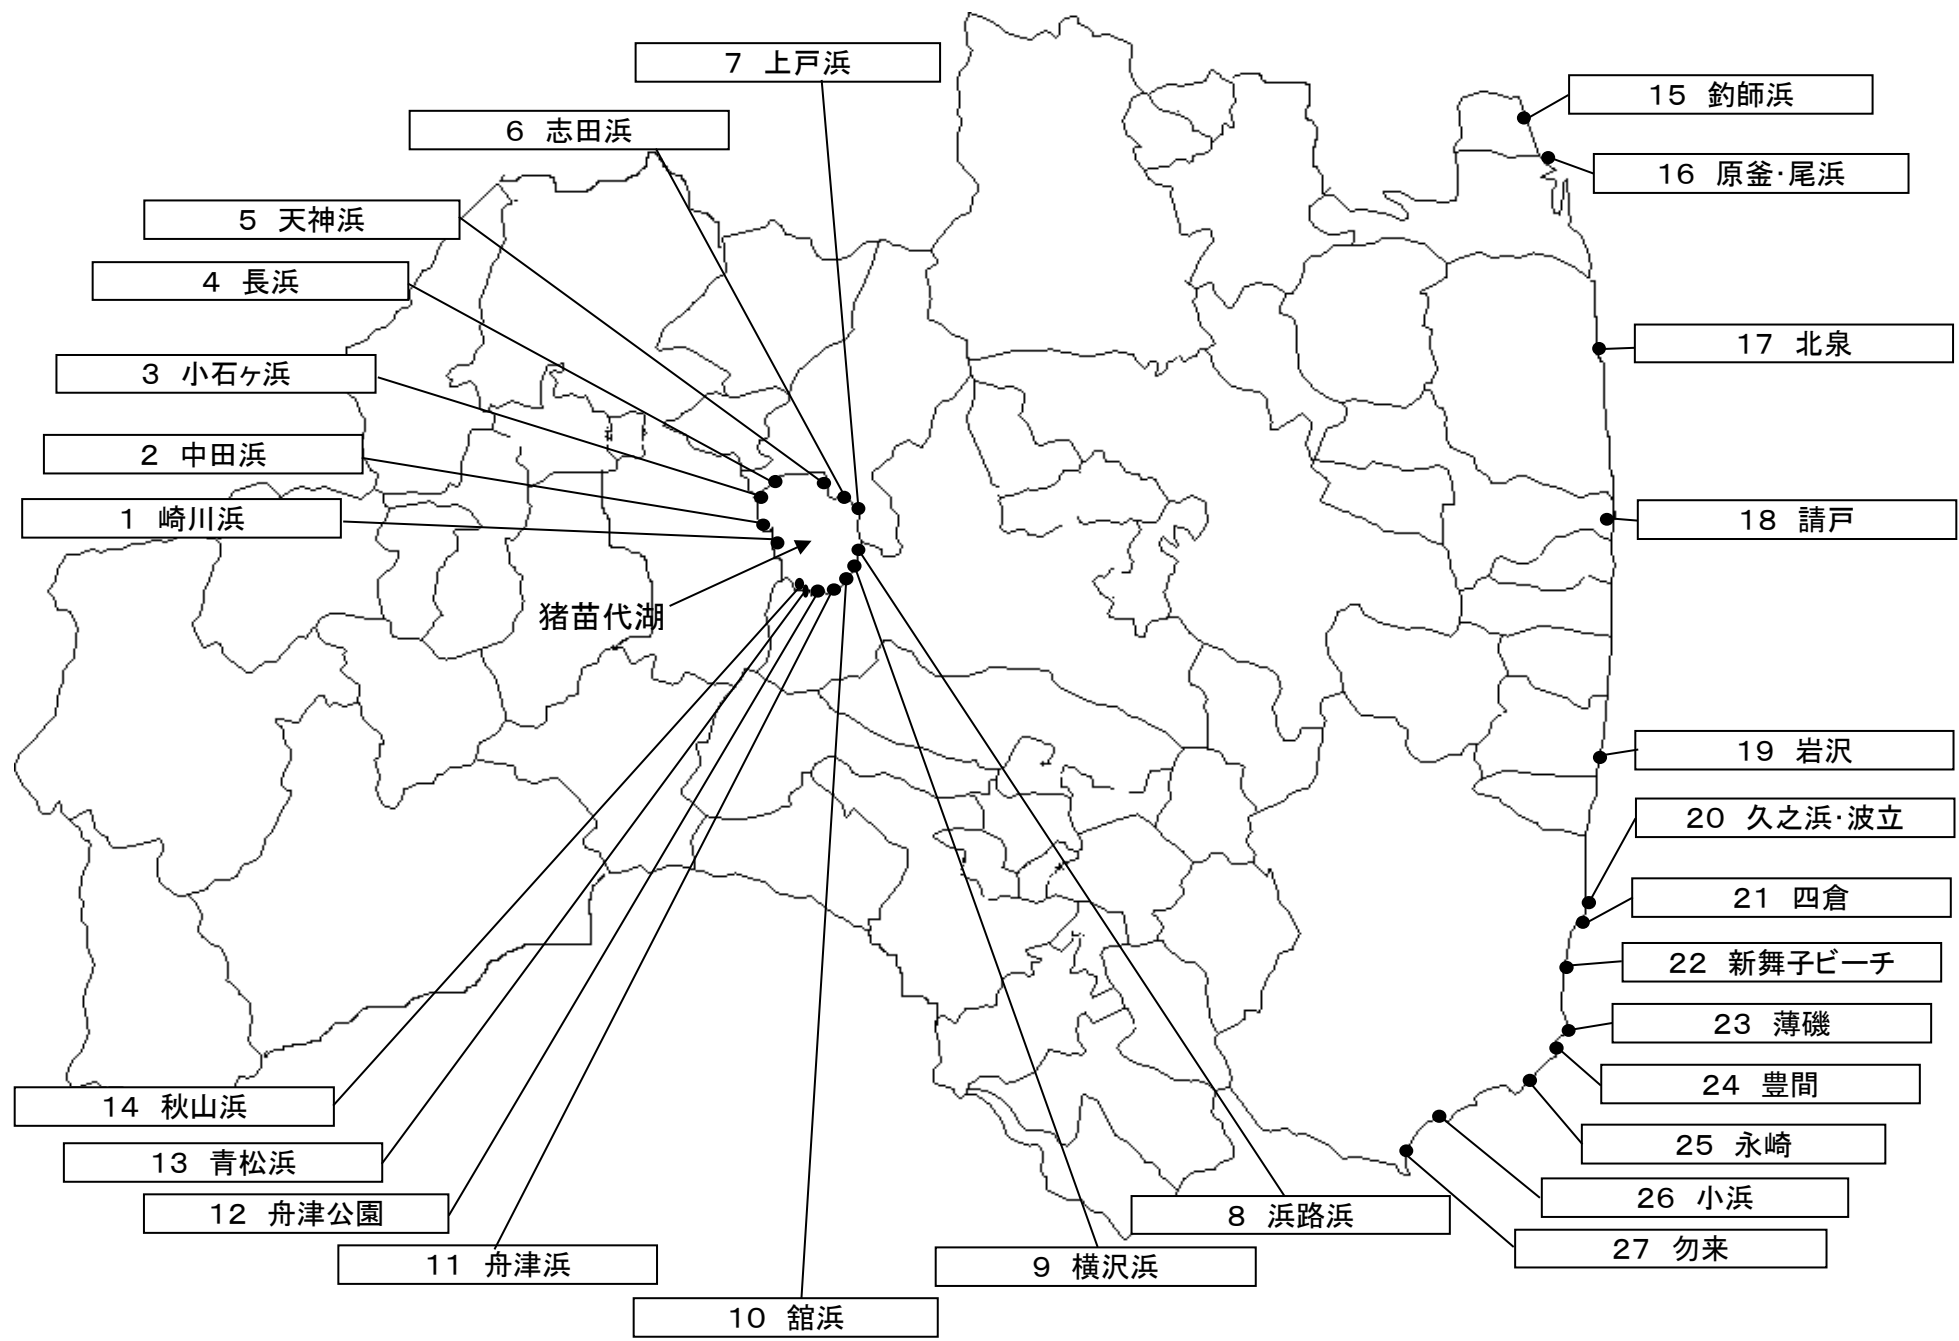 7 上戸浜
6 志田浜
5 天神浜
4 長浜
3 小石ヶ浜
2 中田浜
1 崎川浜
猪苗代湖
14 秋山浜
13 青松浜
12 舟津公園
11 舟津浜
10 舘浜
9 横沢浜
8 浜路浜
15 釣師浜
16 原釜・尾浜
17 北泉
18 請戸
19 岩沢
20 久之浜・波立
21 四倉
22 新舞子ビーチ
23 薄磯
24 豊間
25 永崎
26 小浜
27 勿来